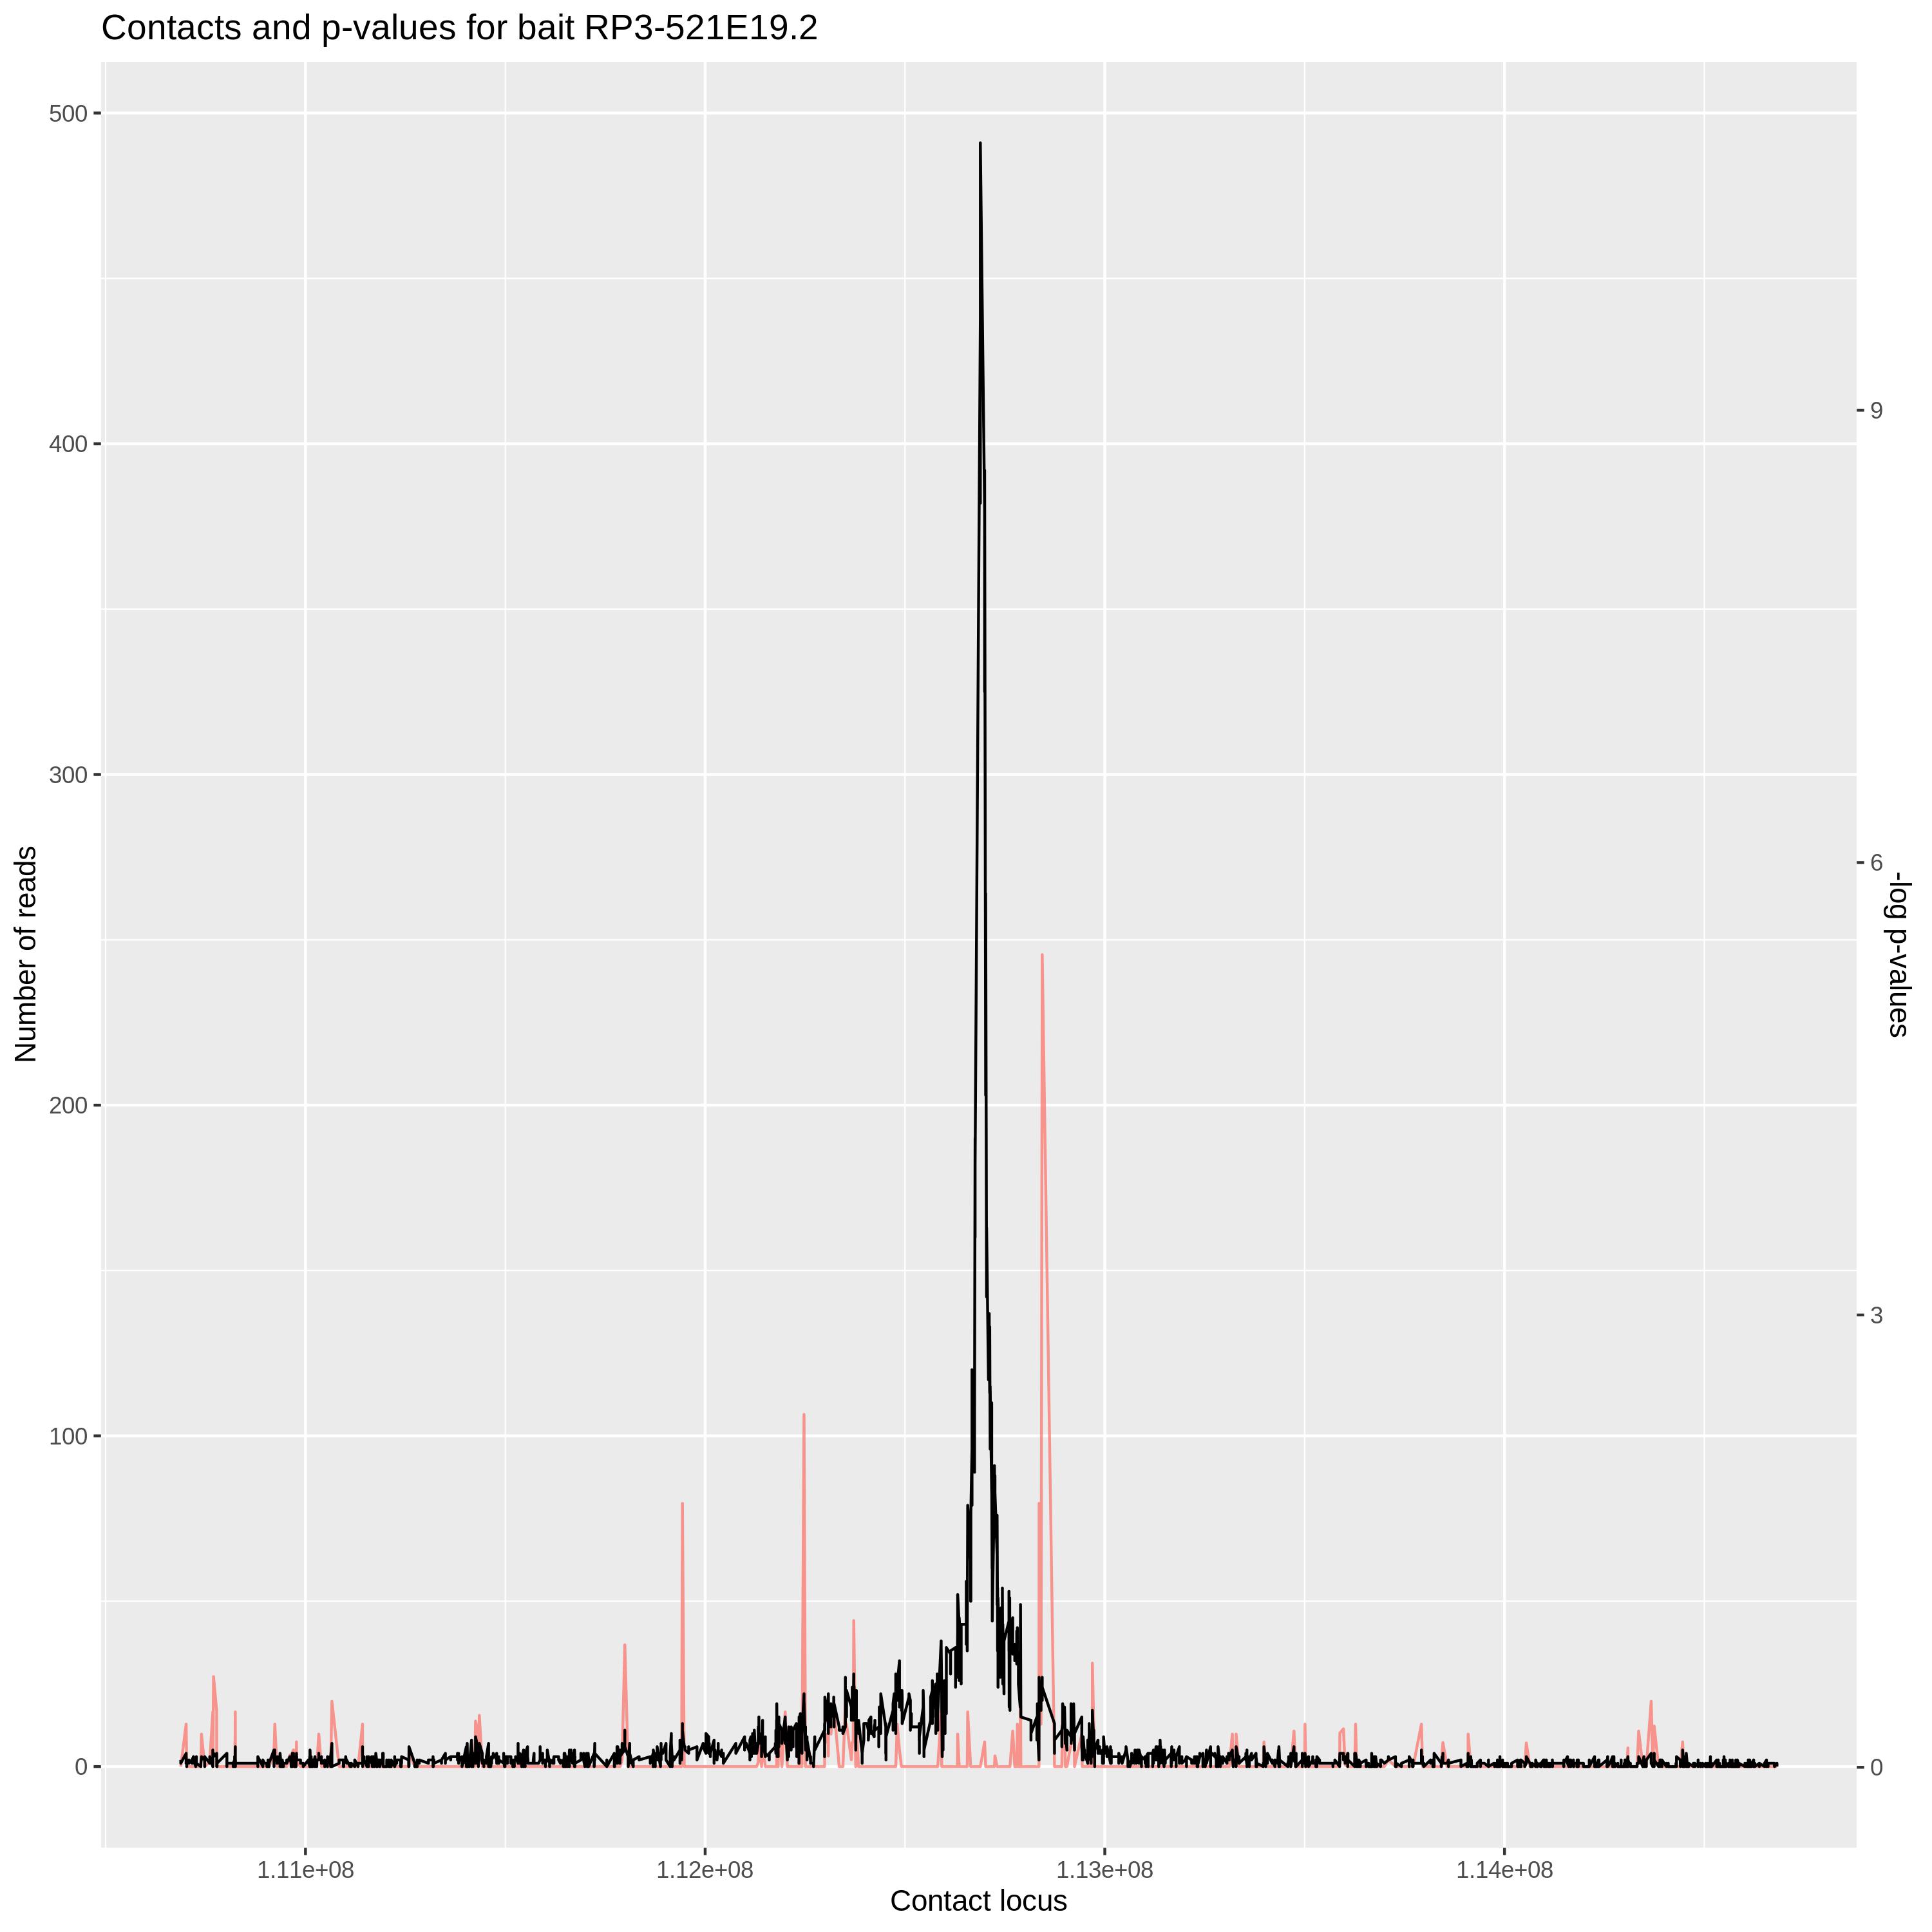 Contacts and p-values for bait RP3-521E19.2
500
400
300
200
100
0
Number of reads
9
6
3
0
-log p-values
1.11e+08
1.12e+08
1.13e+08
1.14e+08
Contact locus